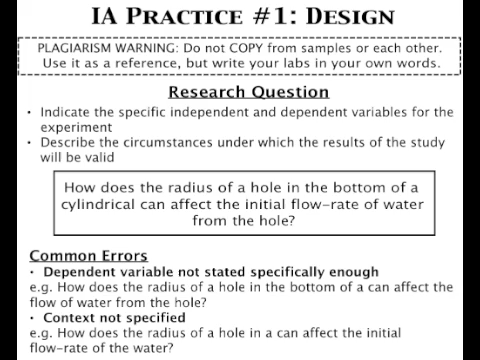 IA PRACTICE #1: DESIGN
PLAGIARISM WARNING: Do not COPY from samples or each other.
Use it as a reference, but write your labs in your own words.
Research Question
• Indicate the specific independent and dependent variables for the
experiment
• Describe the circumstances under which the results of the study
will be valid
How does the radius of a hole in the bottom of a
cylindrical can affect the initial flow-rate of water
from the hole?
Common Errors
• Dependent variable not stated specifically enough
e.g. How does the radius of a hole in the bottom of a can affect the
flow of water from the hole?
• Context not specified
e.g. How does the radius of a hole in a can affect the initial
flow-rate of the water?